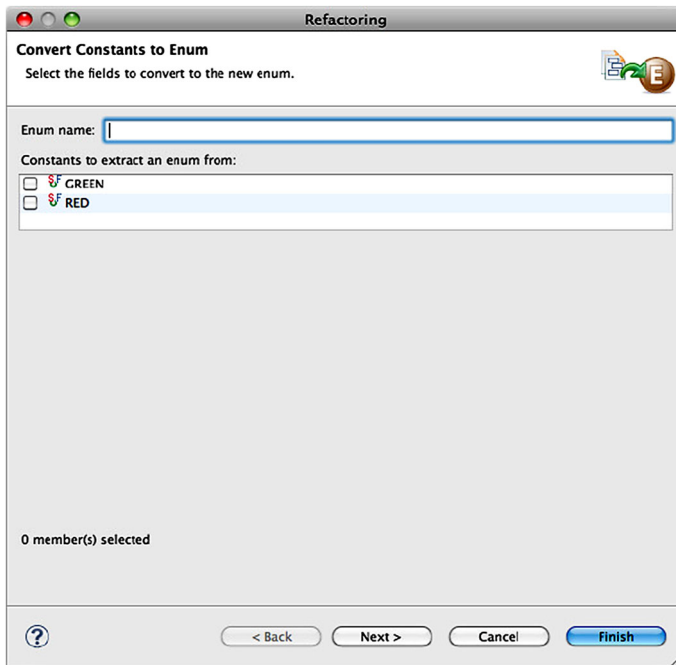 Refactoring
Convert Constants to Enum
Select the fields to convert to the new enum.
E
Enum name:
Constants to extract an enum from:
S F GREEN
S F RED
0 member(s) selected
? < Back Next > Cancel Finish